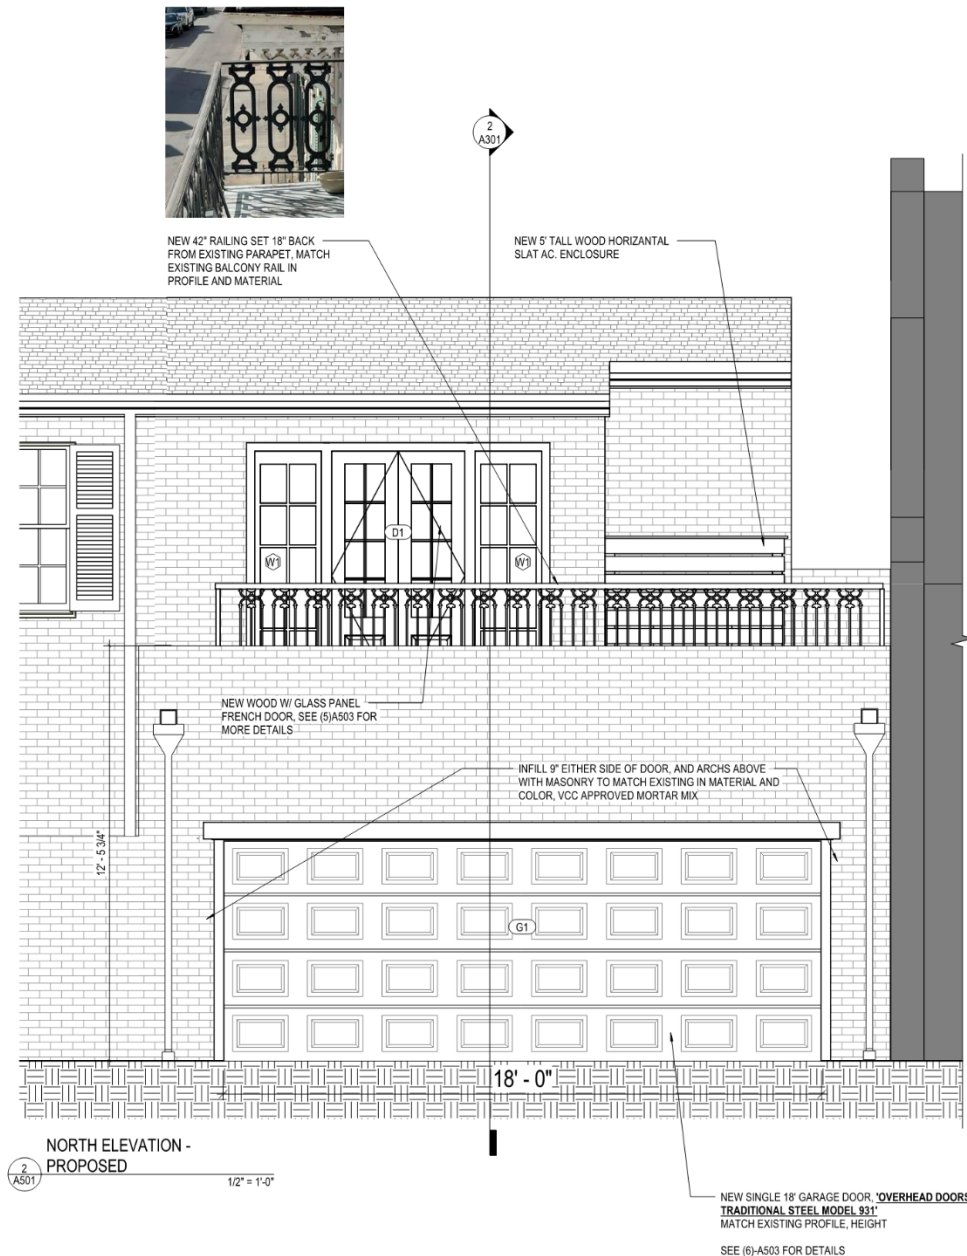 2
A301
NEW 42" RAILING SET 18" BACK
FROM EXISTING PARAPET, MATCH
EXISTING BALCONY RAIL IN
PROFILE AND MATERIAL
NEW 5' TALL WOOD HORIZANTAL
SLAT AC. ENCLOSURE
D1
W1
W1
NEW WOOD W/ GLASS PANEL
FRENCH DOOR, SEE (5)A503 FOR
MORE DETAILS
INFILL 9" EITHER SIDE OF DOOR, AND ARCHS ABOVE
WITH MASONRY TO MATCH EXISTING IN MATERIAL AND
COLOR, VCC APPROVED MORTAR MIX
12' - 5 3/4"
G1
18' - 0"
NORTH ELEVATION -
PROPOSED
2
A501
1/2" = 1'-0"
NEW SINGLE 18' GARAGE DOOR, 'OVERHEAD DOORS
TRADITIONAL STEEL MODEL 931'
MATCH EXISTING PROFILE, HEIGHT
SEE (6)-A503 FOR DETAILS